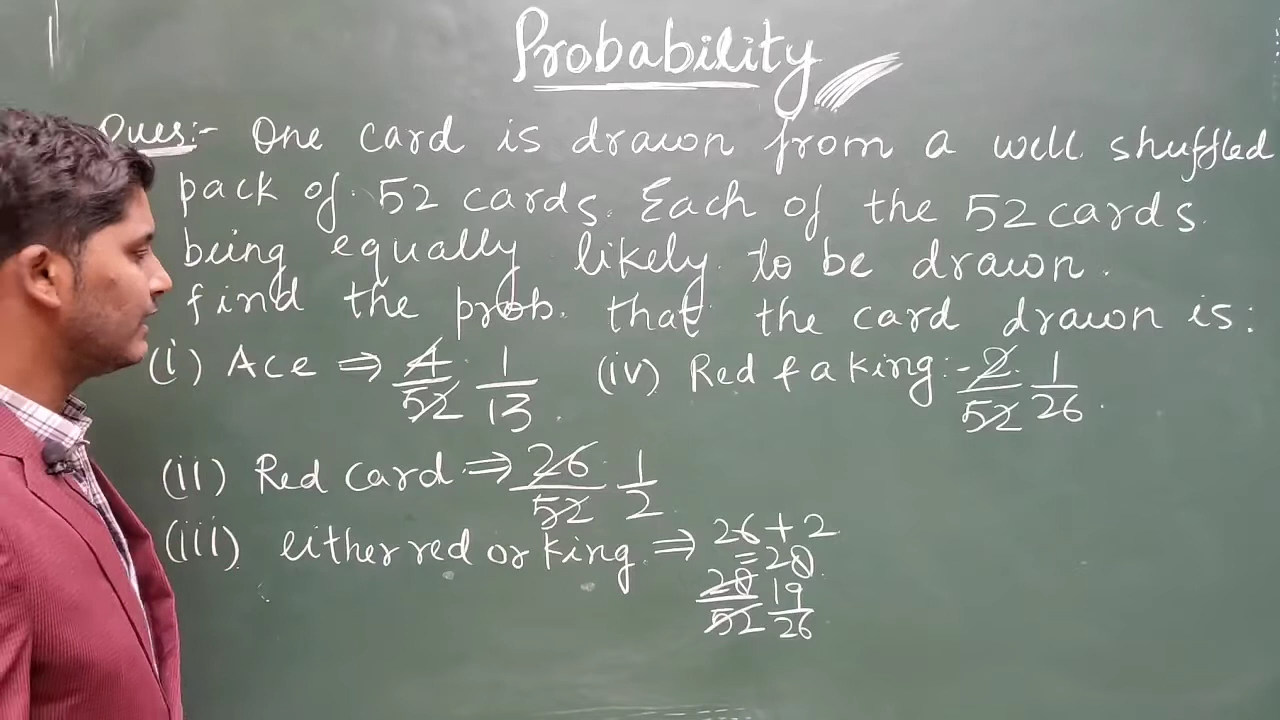 Probability
Ques:- One card is drawn from a well shuffled
pack of 52 cards. Each of the 52 cards
being equally likely to be drawn.
find the prob. that the card drawn is:
(i) Ace ⇒ 4/52 1/13. (iv) Red & a king:- 2/52 1/26.
(ii) Red card ⇒ 26/52 1/2
(iii) either red or king. ⇒ 26+2
=28
28/52 19/26